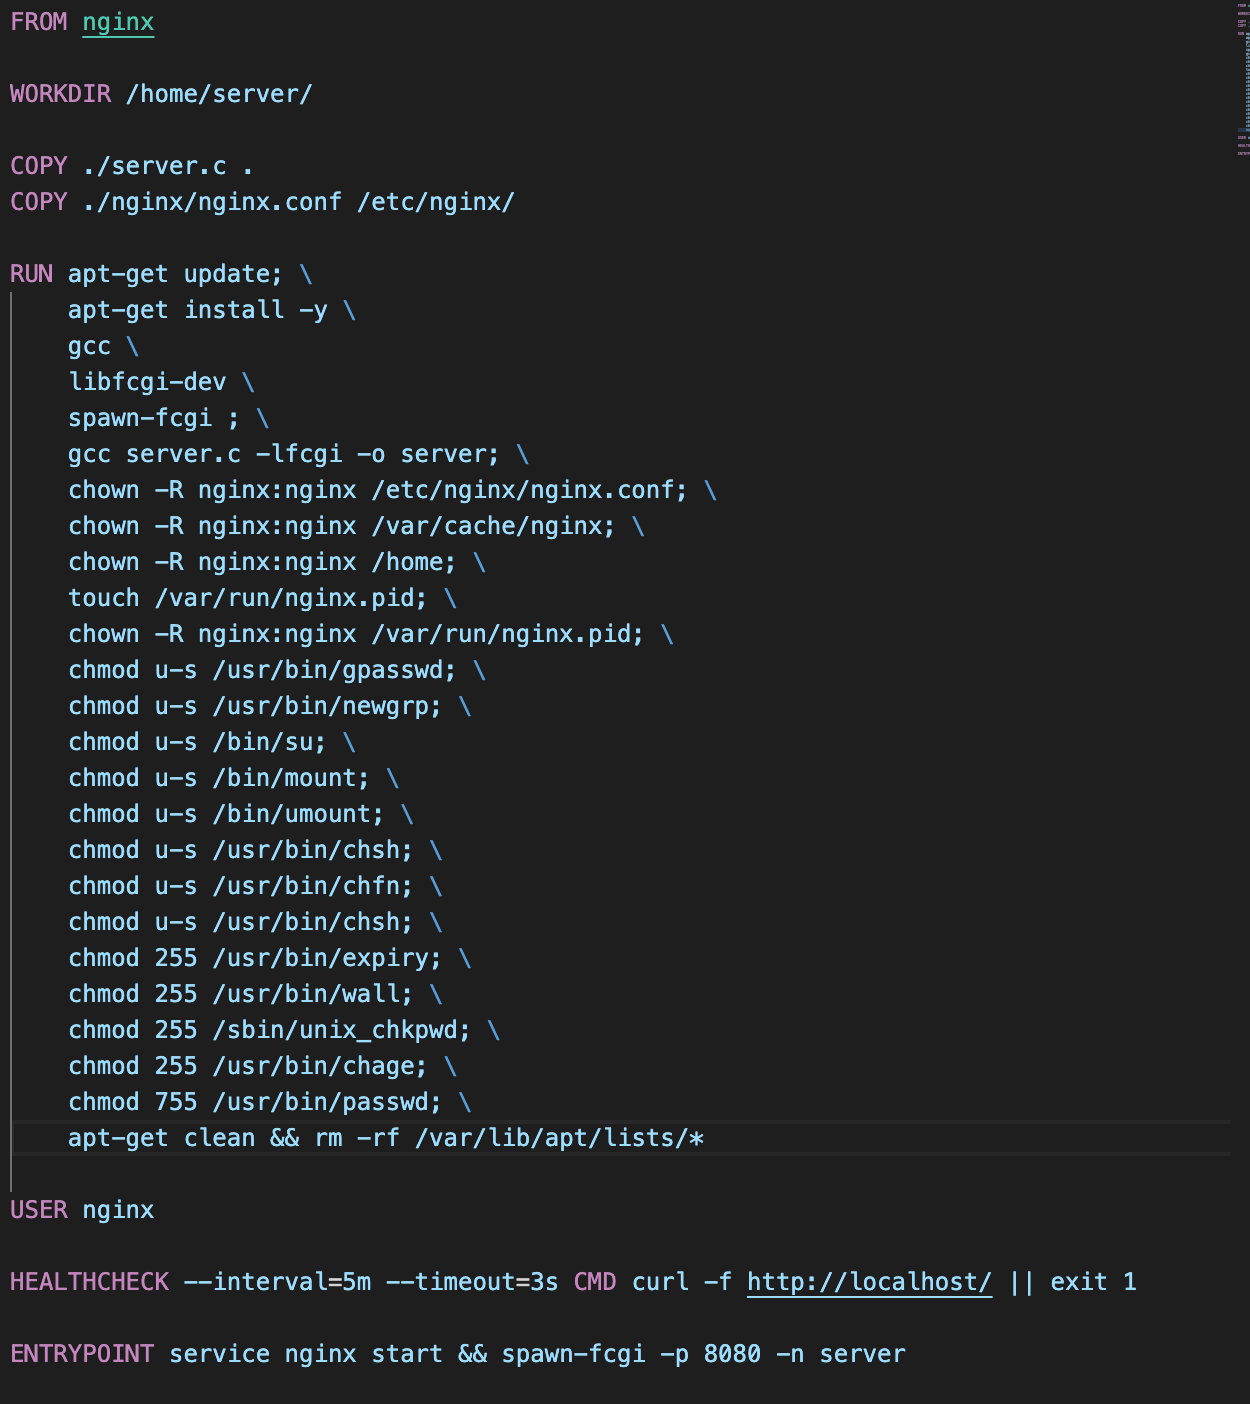 FROM nginx
WORKDIR /home/server/
COPY ./server.c .
COPY ./nginx/nginx.conf /etc/nginx/
RUN apt-get update; \
apt-get install -y \
gcc \
libfcgi-dev \
spawn-fcgi ; \
gcc server.c -lfcgi -o server; \
chown -R nginx:nginx /etc/nginx/nginx.conf; \
chown -R nginx:nginx /var/cache/nginx; \
chown -R nginx:nginx /home; \
touch /var/run/nginx.pid; \
chown -R nginx:nginx /var/run/nginx.pid; \
chmod u-s /usr/bin/gpasswd; \
chmod u-s /usr/bin/newgrp; \
chmod u-s /bin/su; \
chmod u-s /bin/mount; \
chmod u-s /bin/umount; \
chmod u-s /usr/bin/chsh; \
chmod u-s /usr/bin/chfn; \
chmod u-s /usr/bin/chsh; \
chmod 255 /usr/bin/expiry; \
chmod 255 /usr/bin/wall; \
chmod 255 /sbin/unix_chkpwd; \
chmod 255 /usr/bin/chage; \
chmod 755 /usr/bin/passwd; \
apt-get clean && rm -rf /var/lib/apt/lists/*
USER nginx
HEALTHCHECK --interval=5m --timeout=3s CMD curl -f http://localhost/ || exit 1
ENTRYPOINT service nginx start && spawn-fcgi -p 8080 -n server